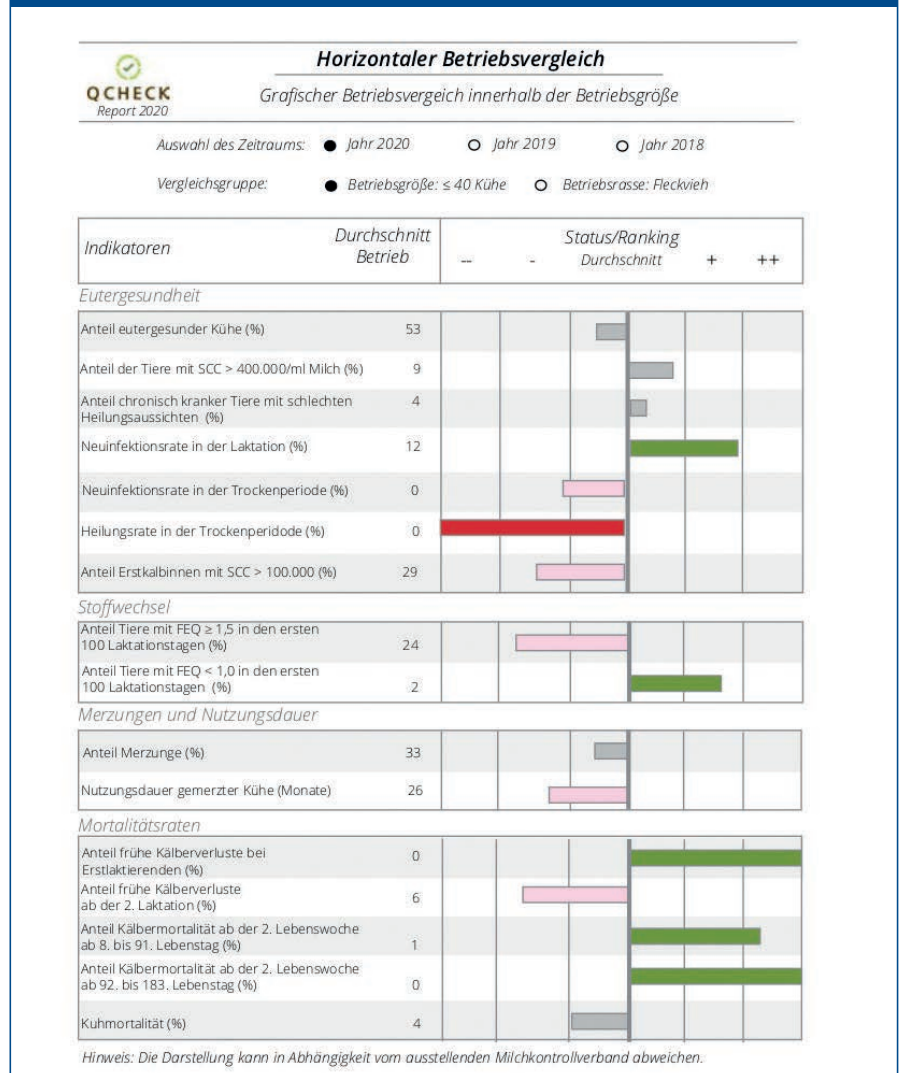 Horizontaler Betriebsvergleich
QCHECK
Report 2020
Grafischer Betriebsvergeich innerhalb der Betriebsgröße
Auswahl des Zeitraums: Jahr 2020 Jahr 2019 Jahr 2018
Vergleichsgruppe: Betriebsgröße: ≤ 40 Kühe Betriebsrasse: Fleckvieh
Indikatoren
Durchschnitt
Betrieb
Status/Ranking
-- - Durchschnitt + ++
Eutergesundheit
Anteil eutergesunder Kühe (%) 53
Anteil der Tiere mit SCC > 400.000/ml Milch (%) 9
Anteil chronisch kranker Tiere mit schlechten 4
Heilungsaussichten (%)
Neuinfektionsrate in der Laktation (%) 12
Neuinfektionsrate in der Trockenperiode (%) 0
Heilungsrate in der Trockenperidode (%) 0
Anteil Erstkalbinnen mit SCC > 100.000 (%) 29
Stoffwechsel
Anteil Tiere mit FEQ ≥ 1,5 in den ersten
100 Laktationstagen (%) 24
Anteil Tiere mit FEQ < 1,0 in den ersten
100 Laktationstagen (%) 2
Merzungen und Nutzungsdauer
Anteil Merzunge (%) 33
Nutzungsdauer gemerzter Kühe (Monate) 26
Mortalitätsraten
Anteil frühe Kälberverluste bei 0
Erstlaktierenden (%)
Anteil frühe Kälberverluste
ab der 2. Laktation (%) 6
Anteil Kälbermortalität ab der 2. Lebenswoche
ab 8. bis 91. Lebenstag (%) 1
Anteil Kälbermortalität ab der 2. Lebenswoche
ab 92. bis 183. Lebenstag (%) 0
Kuhmortalität (%) 4
Hinweis: Die Darstellung kann in Abhängigkeit vom ausstellenden Milchkontrollverband abweichen.